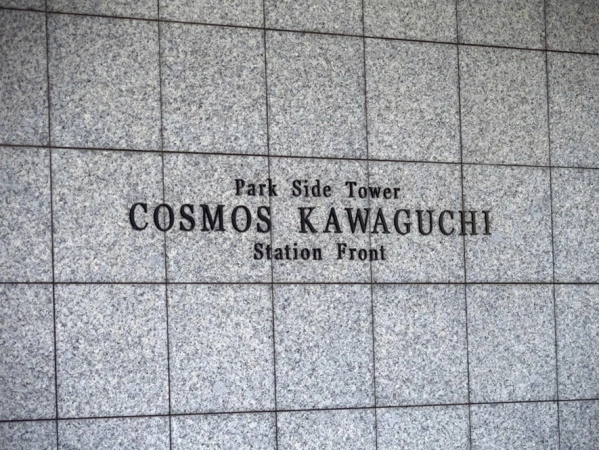 Park Side Tower
COSMOS KAWAGUCHI
Station Front